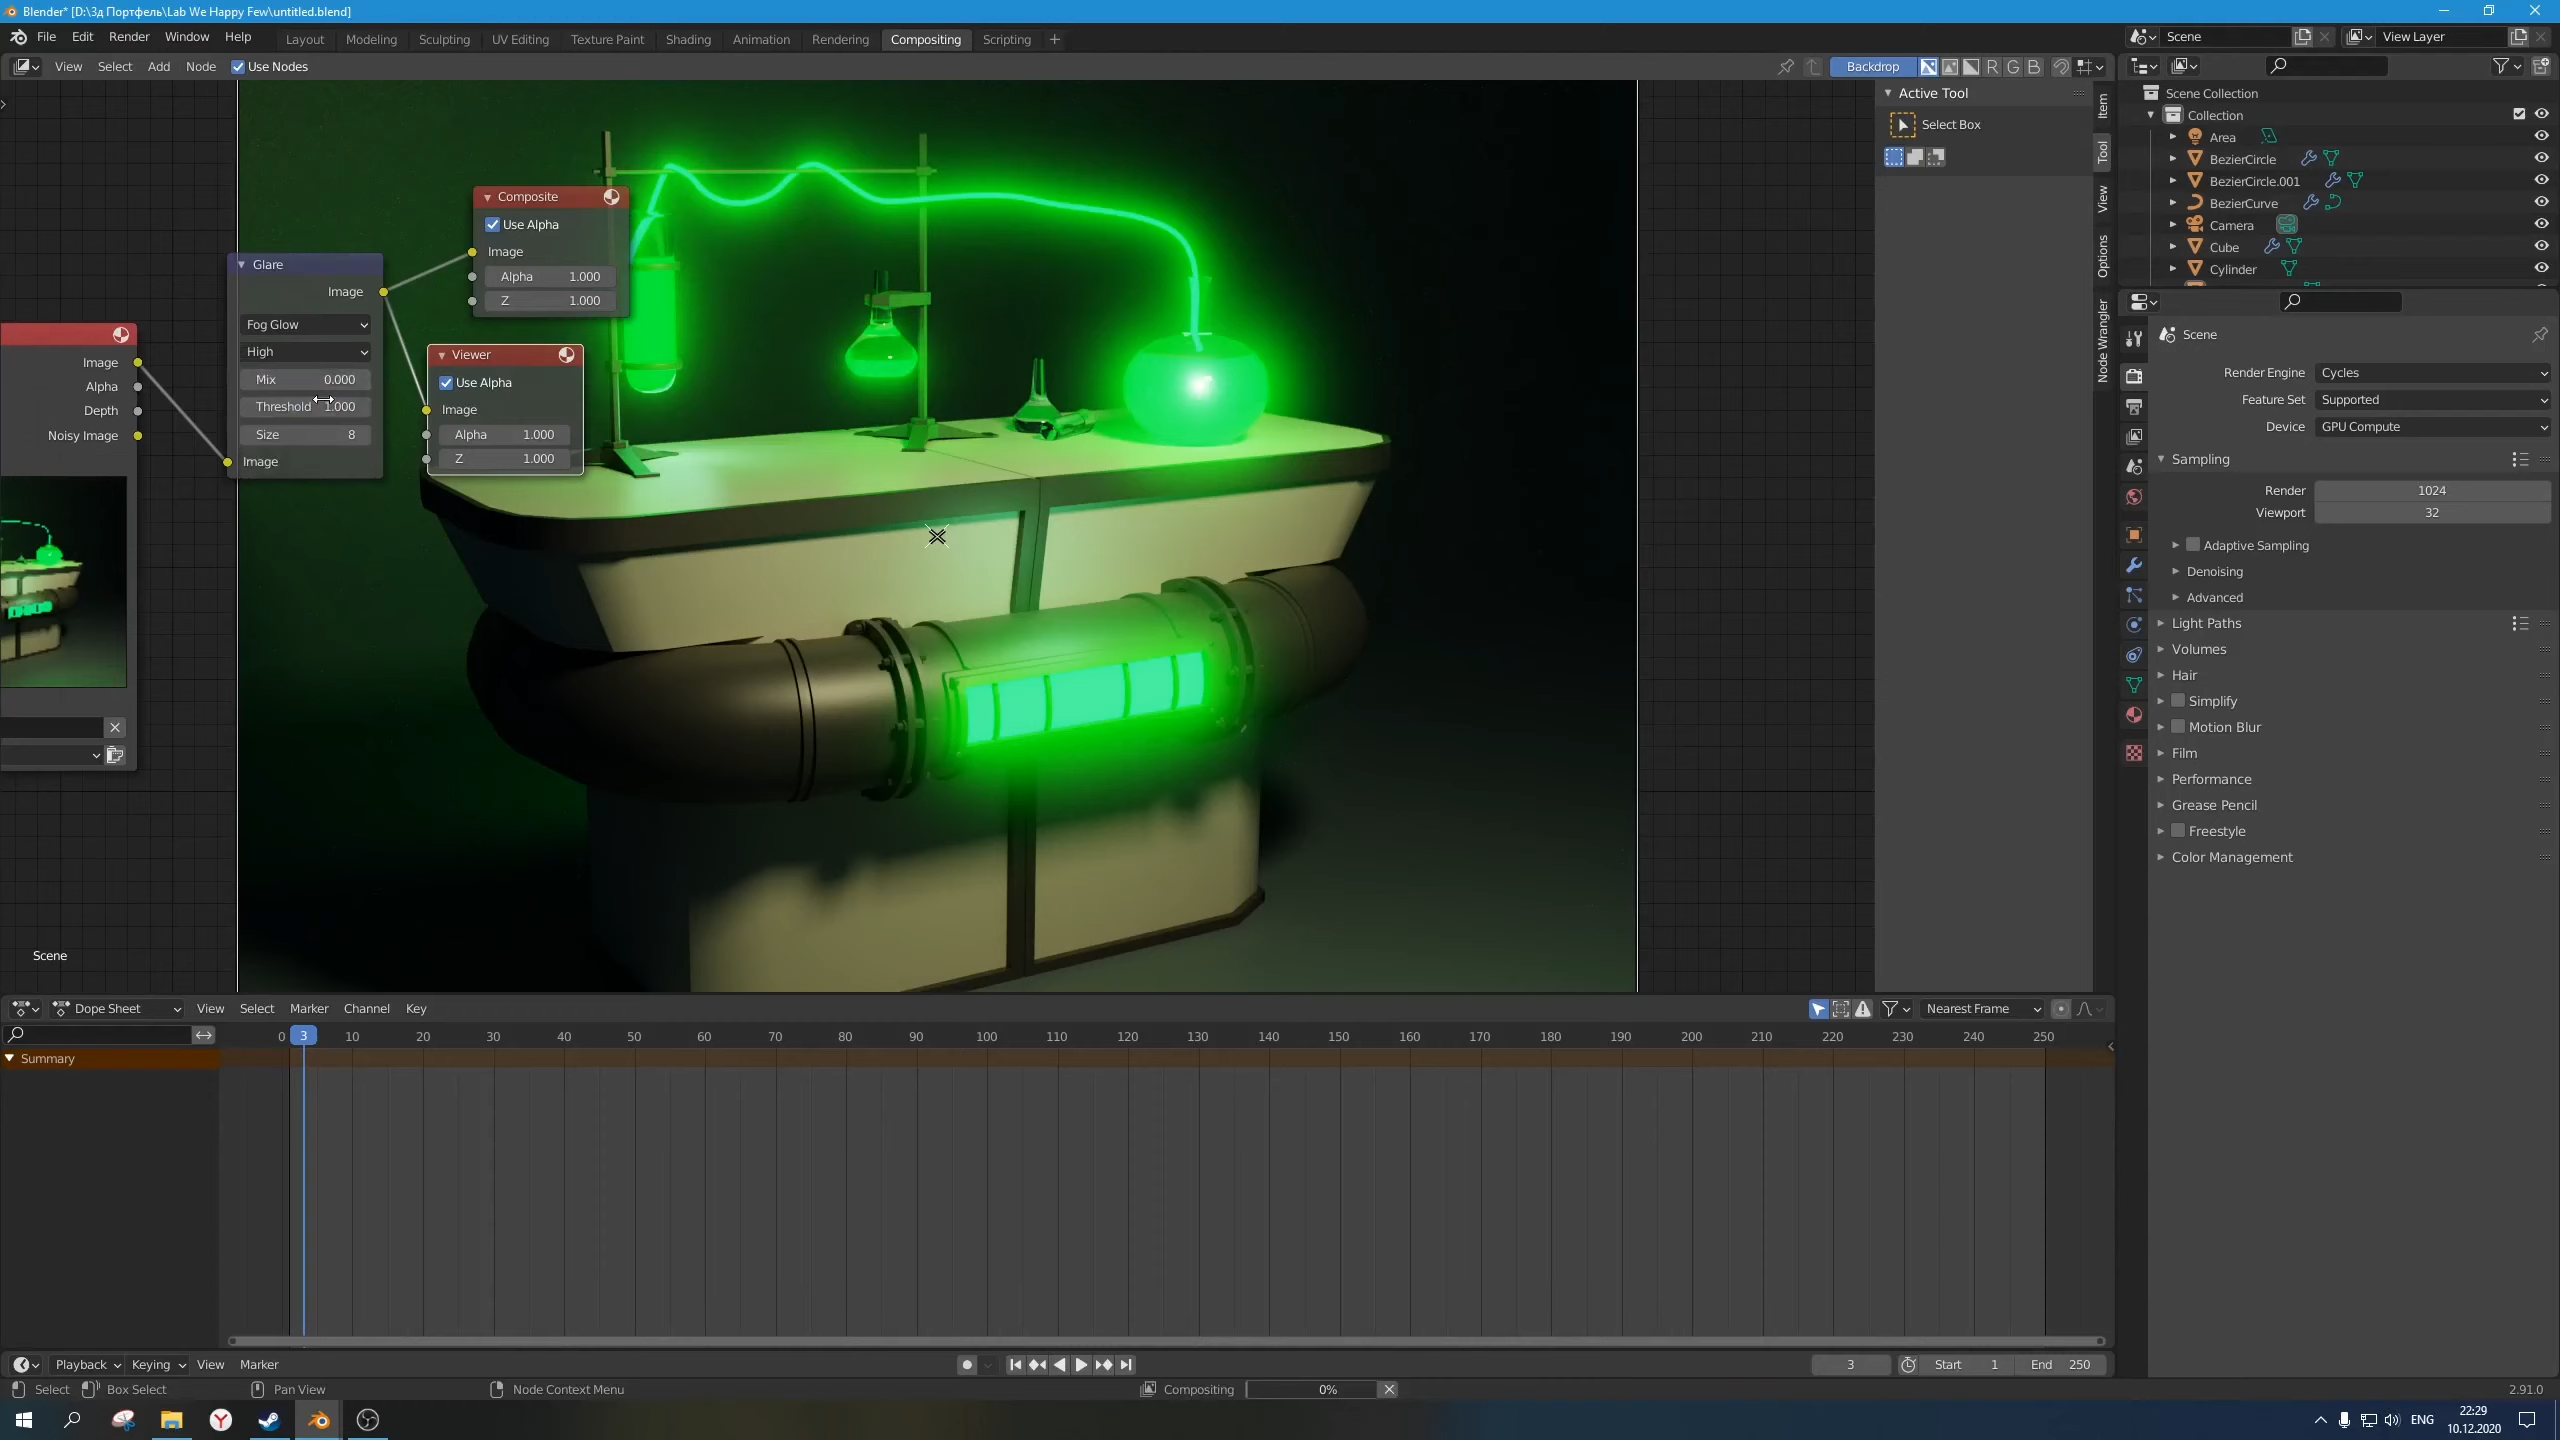 Blender* [D:\3д Портфель\Lab We Happy Few\untitled.blend]
File Edit Render Window Help Layout Modeling Sculpting UV Editing Texture Paint Shading Animation Rendering Compositing Scripting +
Scene View Layer
View Select Add Node Use Nodes Backdrop R G B
Active Tool
Select Box
Item
Tool
View
Options
Node Wrangler
Composite
Use Alpha
Image
Alpha 1.000
Z 1.000
Glare
Image
Fog Glow
High
Mix 0.000
Threshold 1.000
Size 8
Image
Viewer
Use Alpha
Image
Alpha 1.000
Z 1.000
Image
Alpha
Depth
Noisy Image
Scene
Scene Collection
Collection
Area
BezierCircle
BezierCircle.001
BezierCurve
Camera
Cube
Cylinder
Scene
Render Engine Cycles
Feature Set Supported
Device GPU Compute
Sampling
Render 1024
Viewport 32
Adaptive Sampling
Denoising
Advanced
Light Paths
Volumes
Hair
Simplify
Motion Blur
Film
Performance
Grease Pencil
Freestyle
Color Management
Dope Sheet View Select Marker Channel Key Nearest Frame
0 3 10 20 30 40 50 60 70 80 90 100 110 120 130 140 150 160 170 180 190 200 210 220 230 240 250
Summary
Playback Keying View Marker 3 Start 1 End 250
Select Box Select Pan View Node Context Menu Compositing 0% 2.91.0
ENG
22:29
10.12.2020